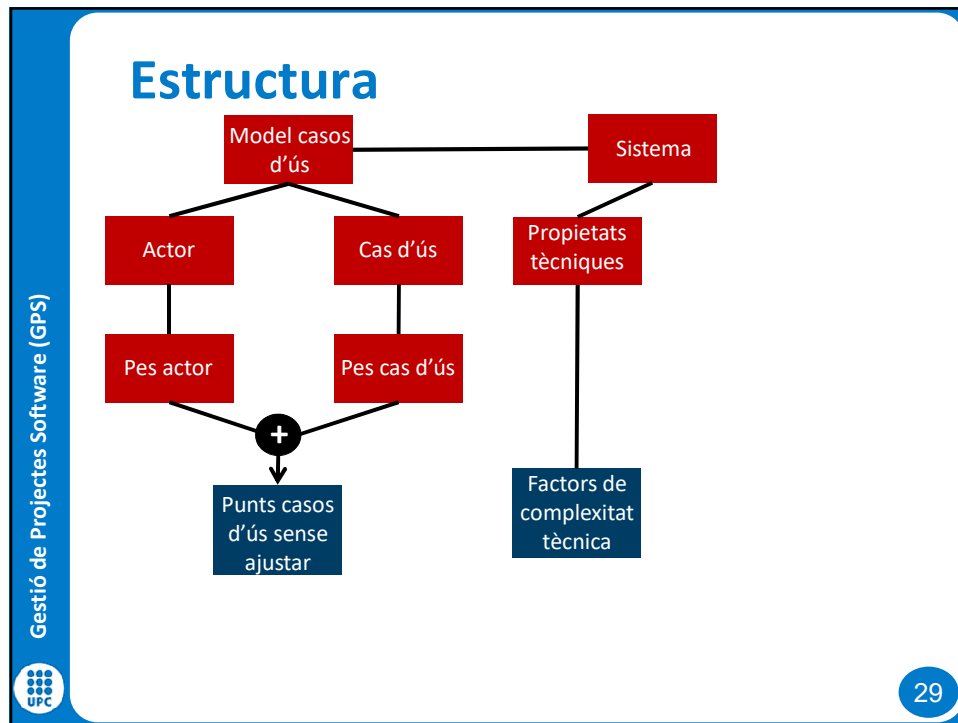 Estructura
Model casos
d'ús
Sistema
Actor
Cas d'ús
Propietats
tècniques
Pes actor
Pes cas d'ús
+
Punts casos
d'ús sense
ajustar
Factors de
complexitat
tècnica
Gestió de Projectes Software (GPS)
UPC
29